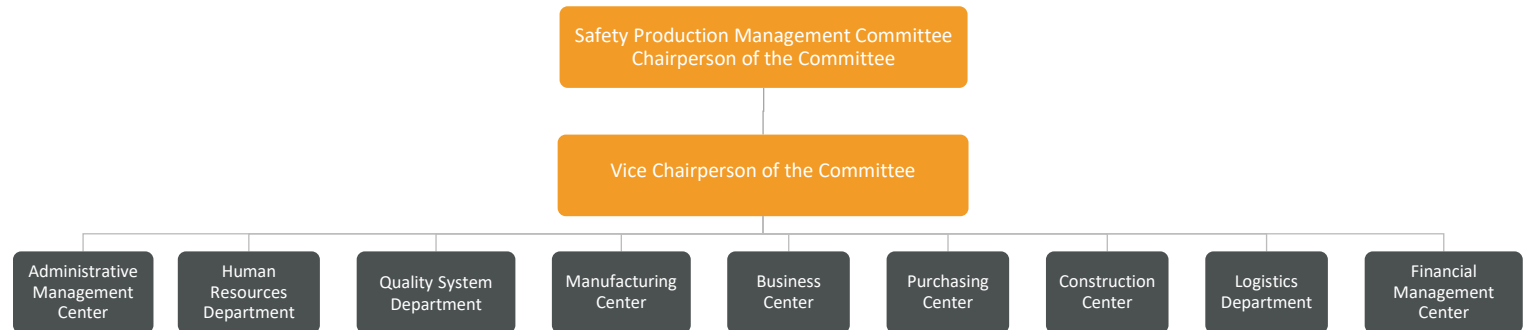 Safety Production Management Committee
Chairperson of the Committee
Vice Chairperson of the Committee
Administrative
Management
Center
Human
Resources
Department
Quality System
Department
Manufacturing
Center
Business
Center
Purchasing
Center
Construction
Center
Logistics
Department
Financial
Management
Center